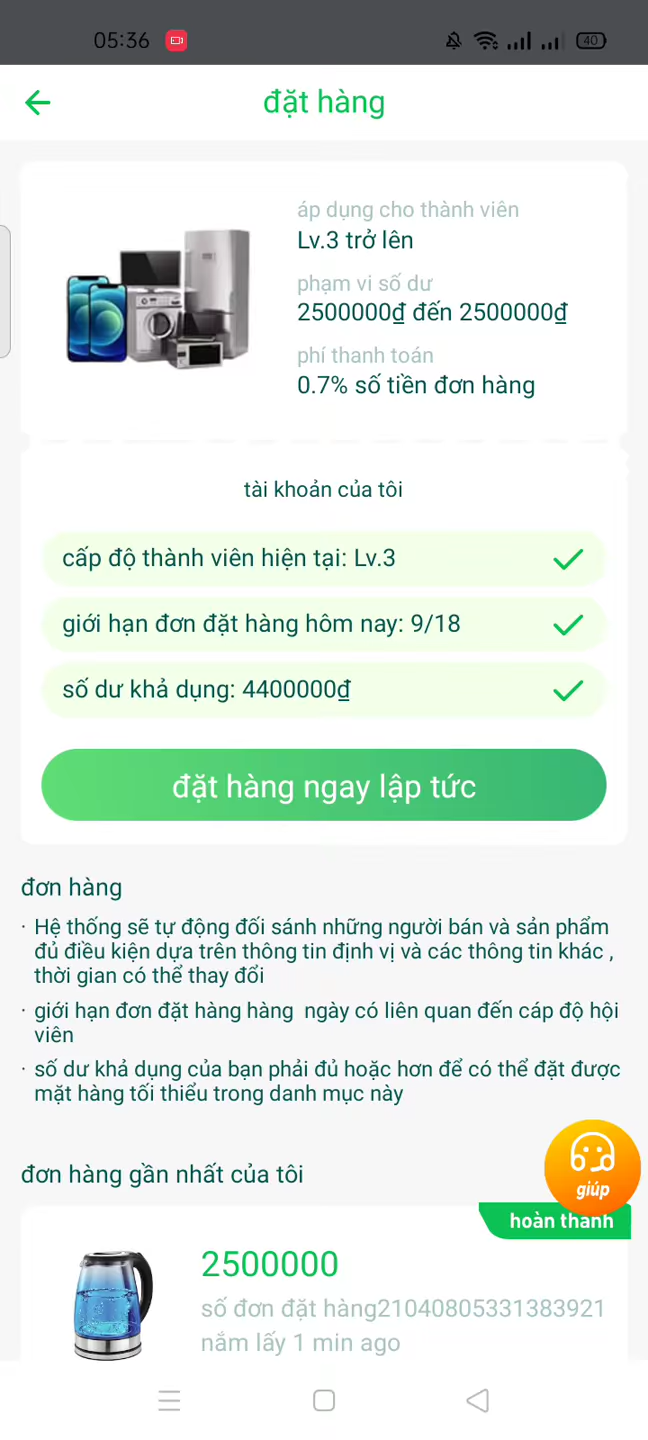 05:36
40
đặt hàng
áp dụng cho thành viên
Lv.3 trở lên
phạm vi số dư
2500000₫ đến 2500000₫
phí thanh toán
0.7% số tiền đơn hàng
tài khoản của tôi
cấp độ thành viên hiện tại: Lv.3
giới hạn đơn đặt hàng hôm nay: 9/18
số dư khả dụng: 4400000₫
đặt hàng ngay lập tức
đơn hàng
· Hệ thống sẽ tự động đối sánh những người bán và sản phẩm
đủ điều kiện dựa trên thông tin định vị và các thông tin khác ,
thời gian có thể thay đổi
· giới hạn đơn đặt hàng hàng  ngày có liên quan đến cáp độ hội
viên
· số dư khả dụng của bạn phải đủ hoặc hơn để có thể đặt được
mặt hàng tối thiểu trong danh mục này
giúp
đơn hàng gần nhất của tôi
hoàn thành
2500000
số đơn đặt hàng21040805331383921
nắm lấy 1 min ago